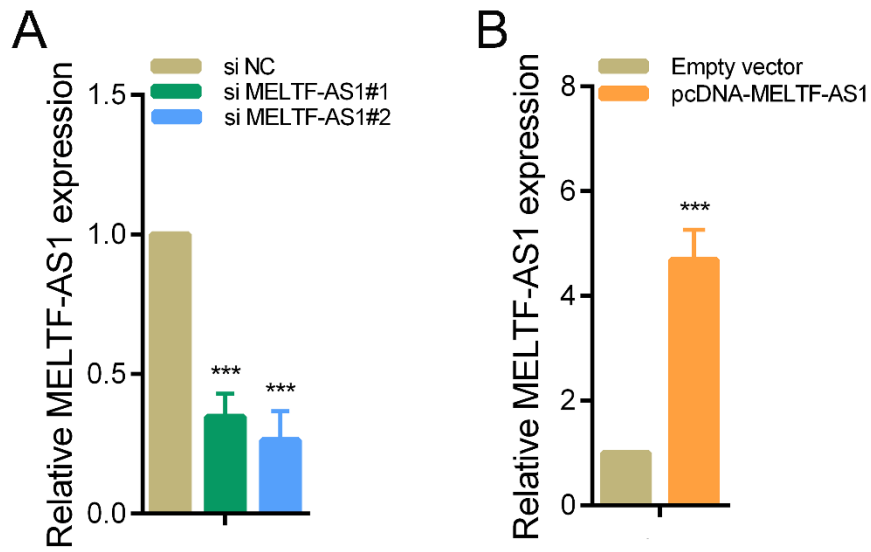 A
si NC
si MELTF-AS1#1
si MELTF-AS1#2
Relative MELTF-AS1 expression
1.5
1.0
0.5
0.0
***
***
B
Empty vector
pcDNA-MELTF-AS1
Relative MELTF-AS1 expression
8
6
4
2
0
***